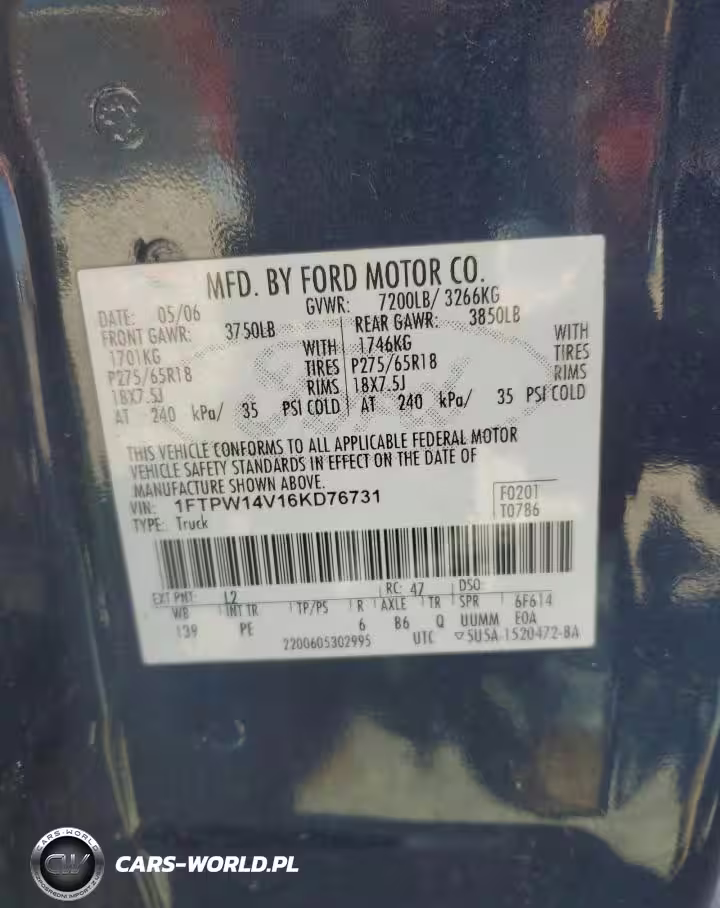 MFD. BY FORD MOTOR CO.
DATE: 05/06 GVWR: 7200LB/ 3266KG
FRONT GAWR: 3750LB REAR GAWR: 3850LB
1701KG WITH 1746KG WITH
P275/65R18 TIRES P275/65R18 TIRES
18X7.5J RIMS 18X7.5J RIMS
AT 240 kPa/ 35 PSI COLD AT 240 kPa/ 35 PSI COLD
THIS VEHICLE CONFORMS TO ALL APPLICABLE FEDERAL MOTOR
VEHICLE SAFETY STANDARDS IN EFFECT ON THE DATE OF
MANUFACTURE SHOWN ABOVE.
VIN: 1FTPW14V16KD76731 F0201
TYPE: Truck T0786
EXT PNT: L2 RC: 47 DSO:
WB INT TR TP/PS R AXLE TR SPR 6F614
139 PE 6 B6 Q UUMM EOA
2200605302995 UTC ▽5U5A 1520472-BA
CARS-WORLD
CW
CARS-WORLD.PL